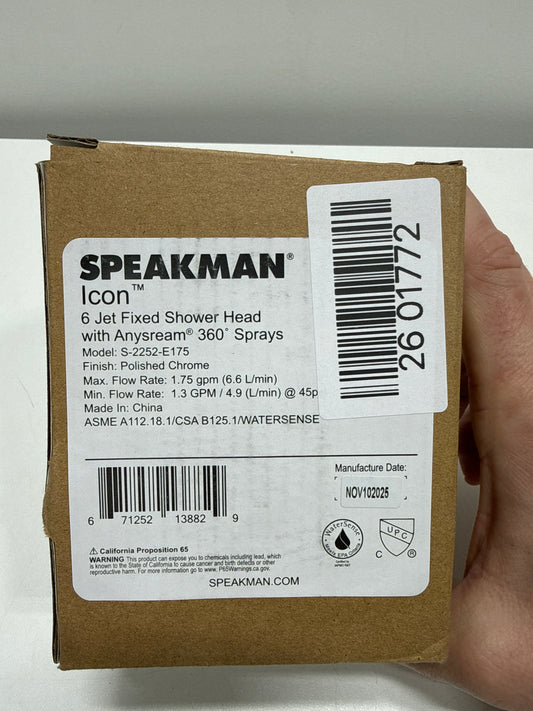 SPEAKMAN®
Icon™
6 Jet Fixed Shower Head
with Anysream® 360° Sprays
Model: S-2252-E175
Finish: Polished Chrome
Max. Flow Rate: 1.75 gpm (6.6 L/min)
Min. Flow Rate: 1.3 GPM / 4.9 (L/min) @ 45p
Made In: China
ASME A112.18.1/CSA B125.1/WATERSENSE
26 01772
6 71252 13882 9
Manufacture Date:
NOV102025
WaterSense
Meets EPA Criteria
UPC
C ®
⚠ California Proposition 65
WARNING This product can expose you to chemicals including lead, which
is known to the State of California to cause cancer and birth defects or other
reproductive harm. For more information go to www.P65Warnings.ca.gov.
SPEAKMAN.COM